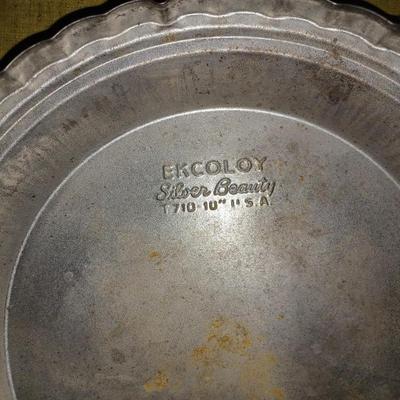 EKCOLOY
Silver Beauty
T710-10" U.S.A.